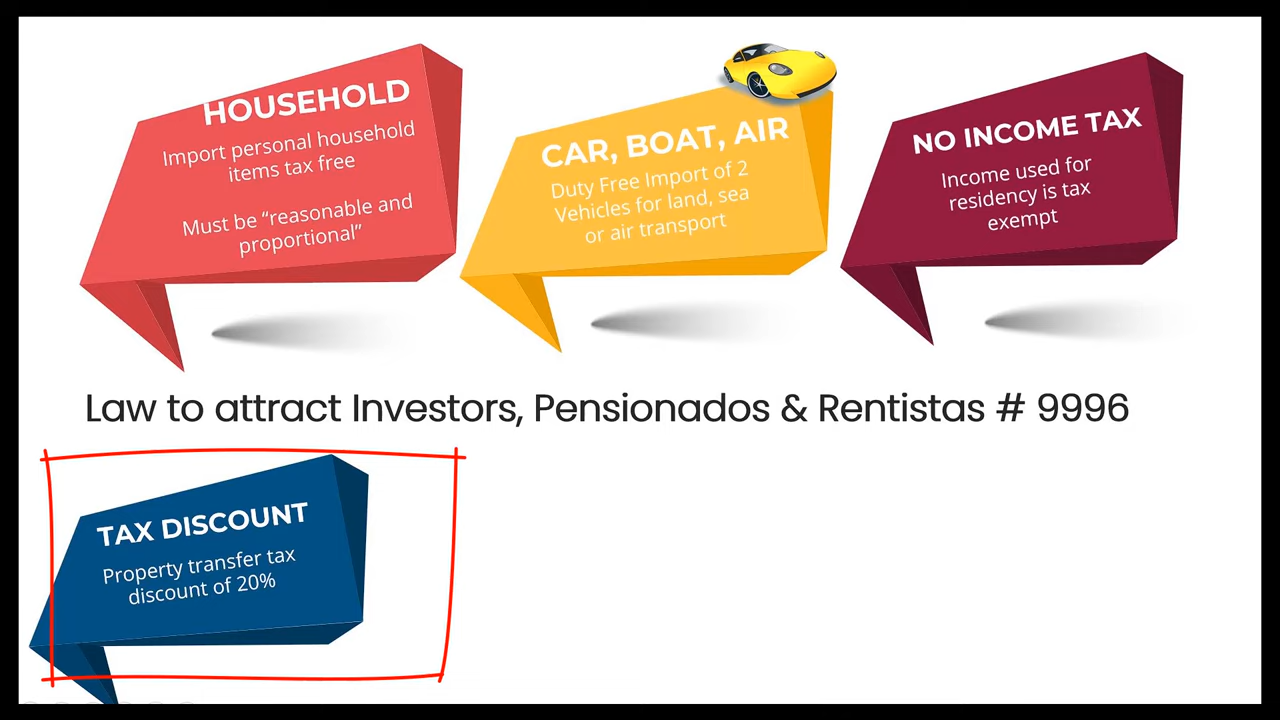 HOUSEHOLD
Import personal household
items tax free
Must be “reasonable and
proportional”
CAR, BOAT, AIR
Duty Free Import of 2
Vehicles for land, sea
or air transport
NO INCOME TAX
Income used for
residency is tax
exempt
Law to attract Investors, Pensionados & Rentistas # 9996
TAX DISCOUNT
Property transfer tax
discount of 20%